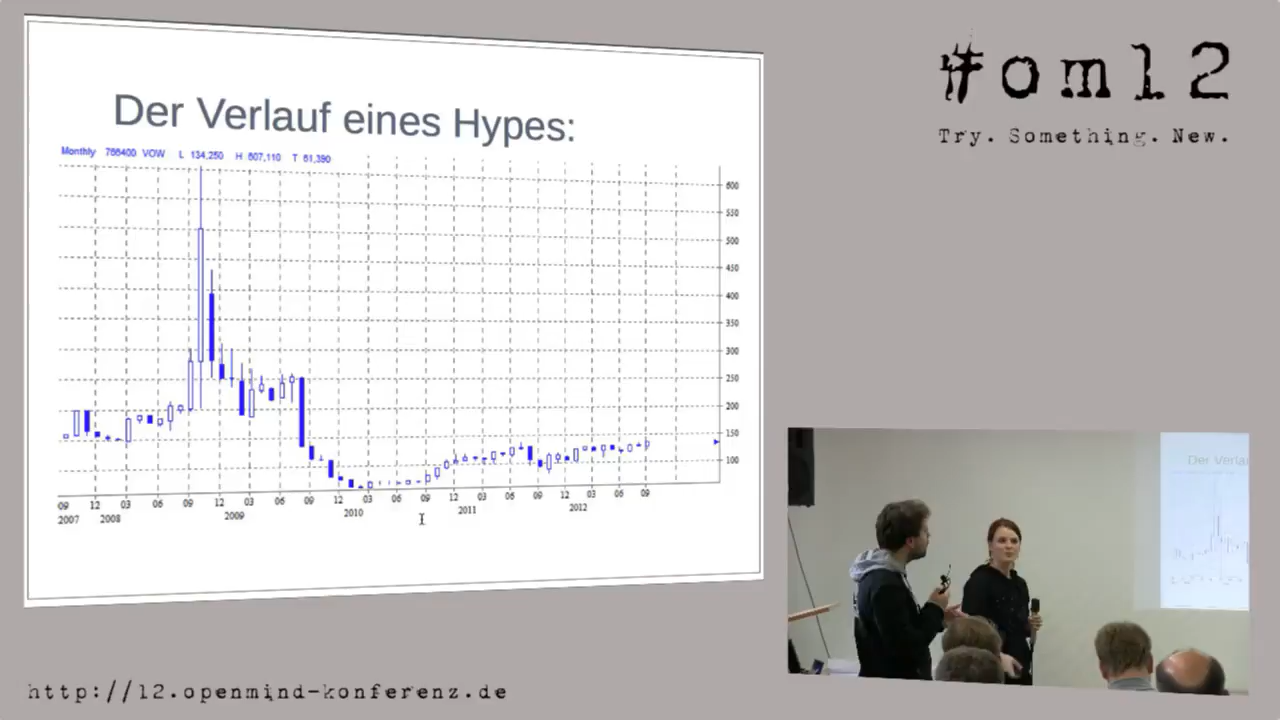 Der Verlauf eines Hypes:
Monthly 766400 VOW L 134,250 H 607,110 T 61,390
600
550
500
450
400
350
300
250
200
150
100
09 12 03 06 09 12 03 06 09 12 03 06 09 12 03 06 09 12 03 06 09
2007 2008 2009 2010 2011 2012
#om12
Try. Something. New.
Der Verla
http://12.openmind-konferenz.de